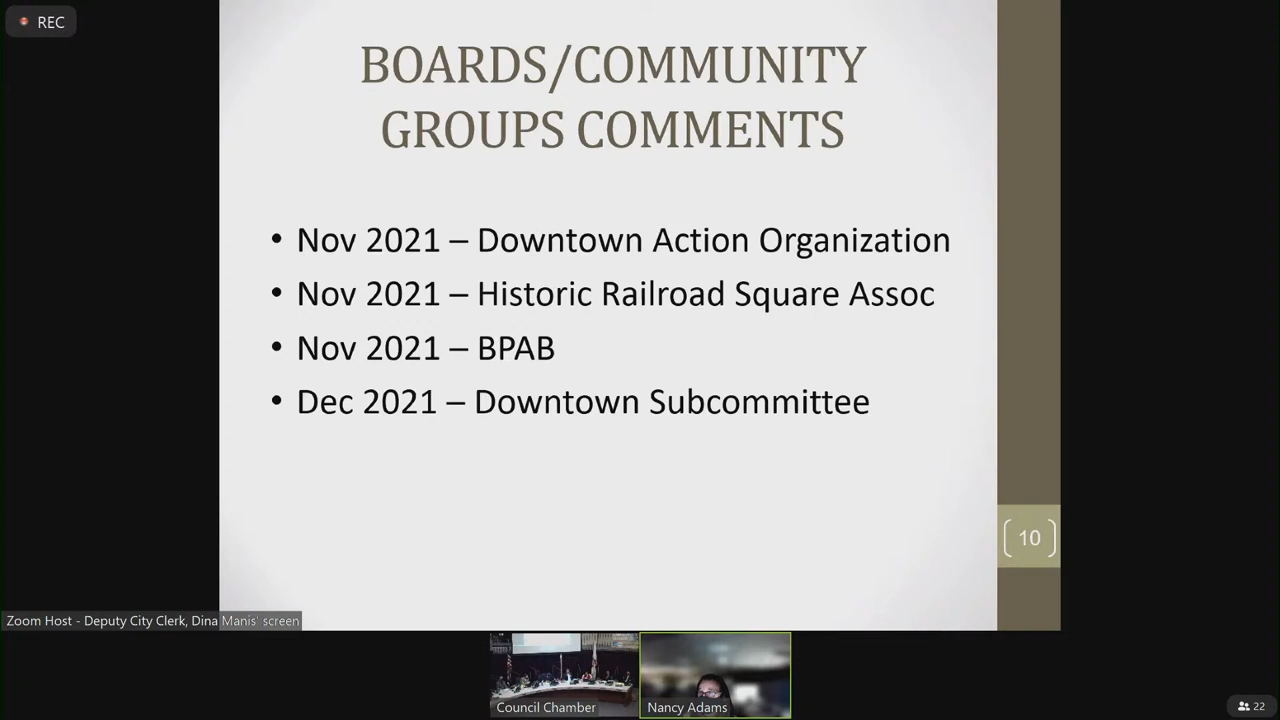 REC
BOARDS/COMMUNITY
GROUPS COMMENTS
• Nov 2021 – Downtown Action Organization
• Nov 2021 – Historic Railroad Square Assoc
• Nov 2021 – BPAB
• Dec 2021 – Downtown Subcommittee
10
Zoom Host - Deputy City Clerk, Dina Manis' screen
Council Chamber
Nancy Adams
22